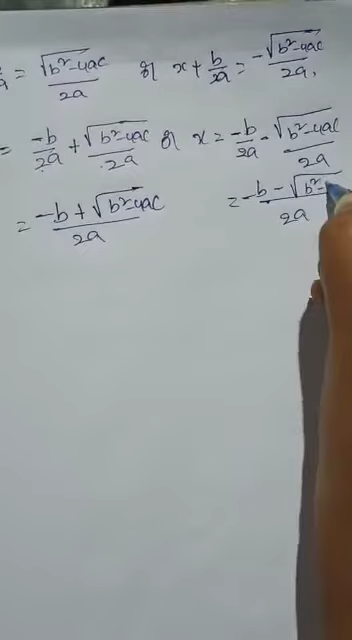 = √b²-4ac / 2a or x + b/2a = -√b²-4ac / 2a,
= -b/2a + √b²-4ac / 2a or x = -b/2a - √b²-4ac / 2a
= -b + √b²-4ac / 2a = -b - √b²- / 2a